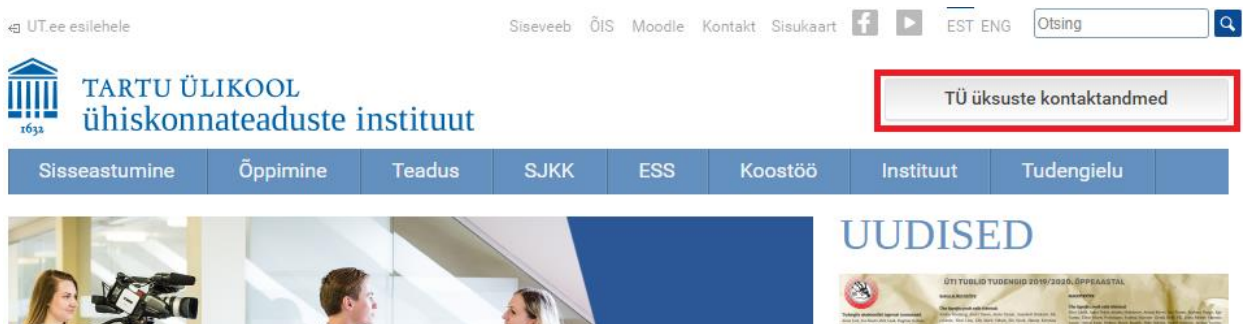 UT.ee esilehele
Siseveeb ÕIS Moodle Kontakt Sisukaart EST ENG Otsing
TARTU ÜLIKOOL
ühiskonnateaduste instituut
1632
TÜ üksuste kontaktandmed
Sisseastumine Õppimine Teadus SJKK ESS Koostöö Instituut Tudengielu
UUDISED
ÜTI TUBLID TUDENGID 2019/2020. ÕPPEAASTAL